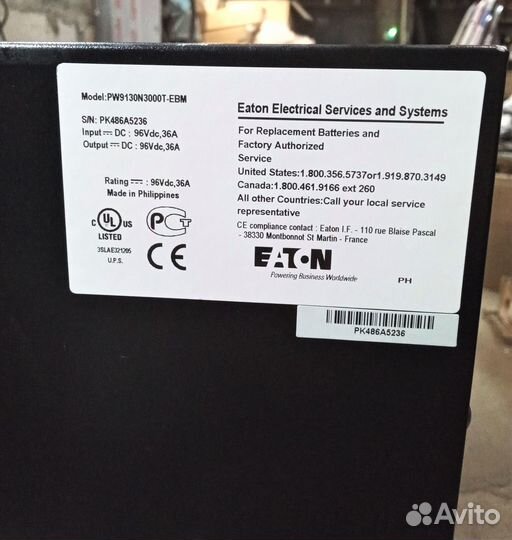 Model:PW9130N3000T-EBM
S/N: PK486A5236
Input⎓ DC: 96Vdc,36A
Output⎓ DC: 96Vdc,36A
Rating ⎓: 96Vdc,36A
Made in Philippines
C UL US
LISTED
3SLAE321295
U.P.S.
PCT
CE
Eaton Electrical Services and Systems
For Replacement Batteries and
Factory Authorized
Service
United States:1.800.356.5737or1.919.870.3149
Canada:1.800.461.9166 ext 260
All other Countries:Call your local service
representative
CE compliance contact : Eaton I.F. - 110 rue Blaise Pascal
- 38330 Montbonnot St Martin - France
EATON
Powering Business Worldwide
PH
PK486A5236
Avito